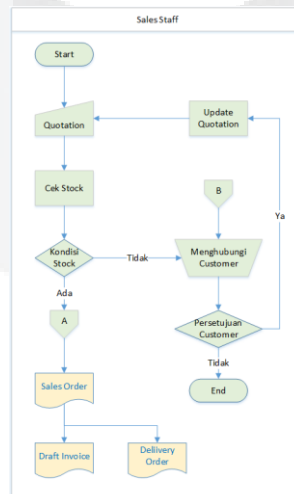 Sales Staff
Start
Quotation
Update
Quotation
Cek Stock
B
Ya
Kondisi
Stock
Tidak
Menghubungi
Customer
Ada
A
Persetujuan
Customer
Tidak
Sales Order
End
Draft Invoice
Dellivery
Order